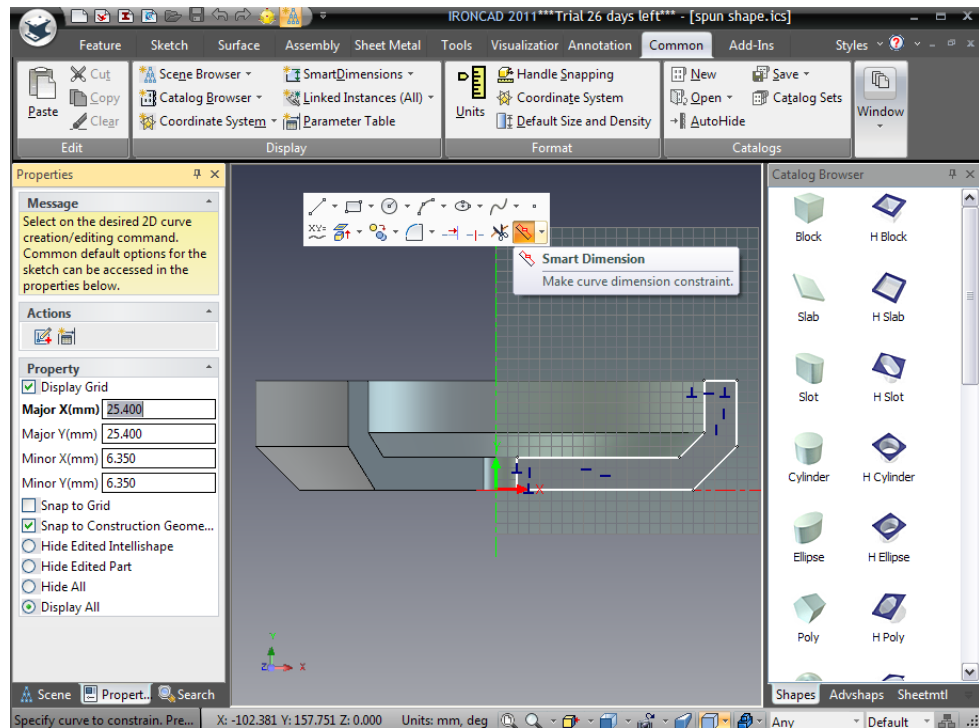 IRONCAD 2011***Trial 26 days left*** - [spun shape.ics]
Feature Sketch Surface Assembly Sheet Metal Tools Visualization Annotation Common Add-Ins Styles
Paste
Cut
Copy
Clear
Edit
Scene Browser
Catalog Browser
Coordinate System
SmartDimensions
Linked Instances (All)
Parameter Table
Display
Units
Handle Snapping
Coordinate System
Default Size and Density
Format
New
Open
AutoHide
Save
Catalog Sets
Catalogs
Window
Properties
Message
Select on the desired 2D curve
creation/editing command.
Common default options for the
sketch can be accessed in the
properties below.
Actions
Property
Display Grid
Major X(mm) 25.400
Major Y(mm) 25.400
Minor X(mm) 6.350
Minor Y(mm) 6.350
Snap to Grid
Snap to Construction Geome...
Hide Edited Intellishape
Hide Edited Part
Hide All
Display All
Scene Propert... Search
XY=
Smart Dimension
Make curve dimension constraint.
X
Z X
Catalog Browser
Block H Block
Slab H Slab
Slot H Slot
Cylinder H Cylinder
Ellipse H Ellipse
Poly H Poly
Shapes Advshaps Sheetmtl
Specify curve to constrain. Pre... X: -102.381 Y: 157.751 Z: 0.000 Units: mm, deg Any Default